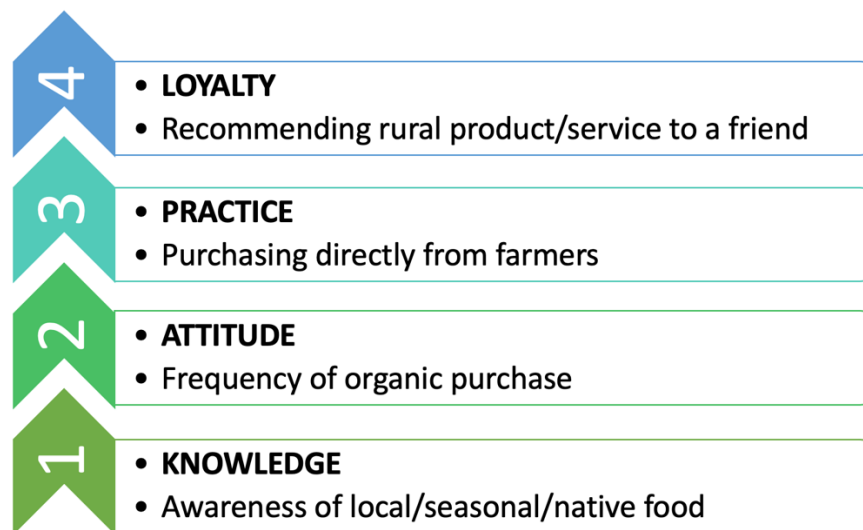 4
• LOYALTY
• Recommending rural product/service to a friend
3
• PRACTICE
• Purchasing directly from farmers
2
• ATTITUDE
• Frequency of organic purchase
1
• KNOWLEDGE
• Awareness of local/seasonal/native food